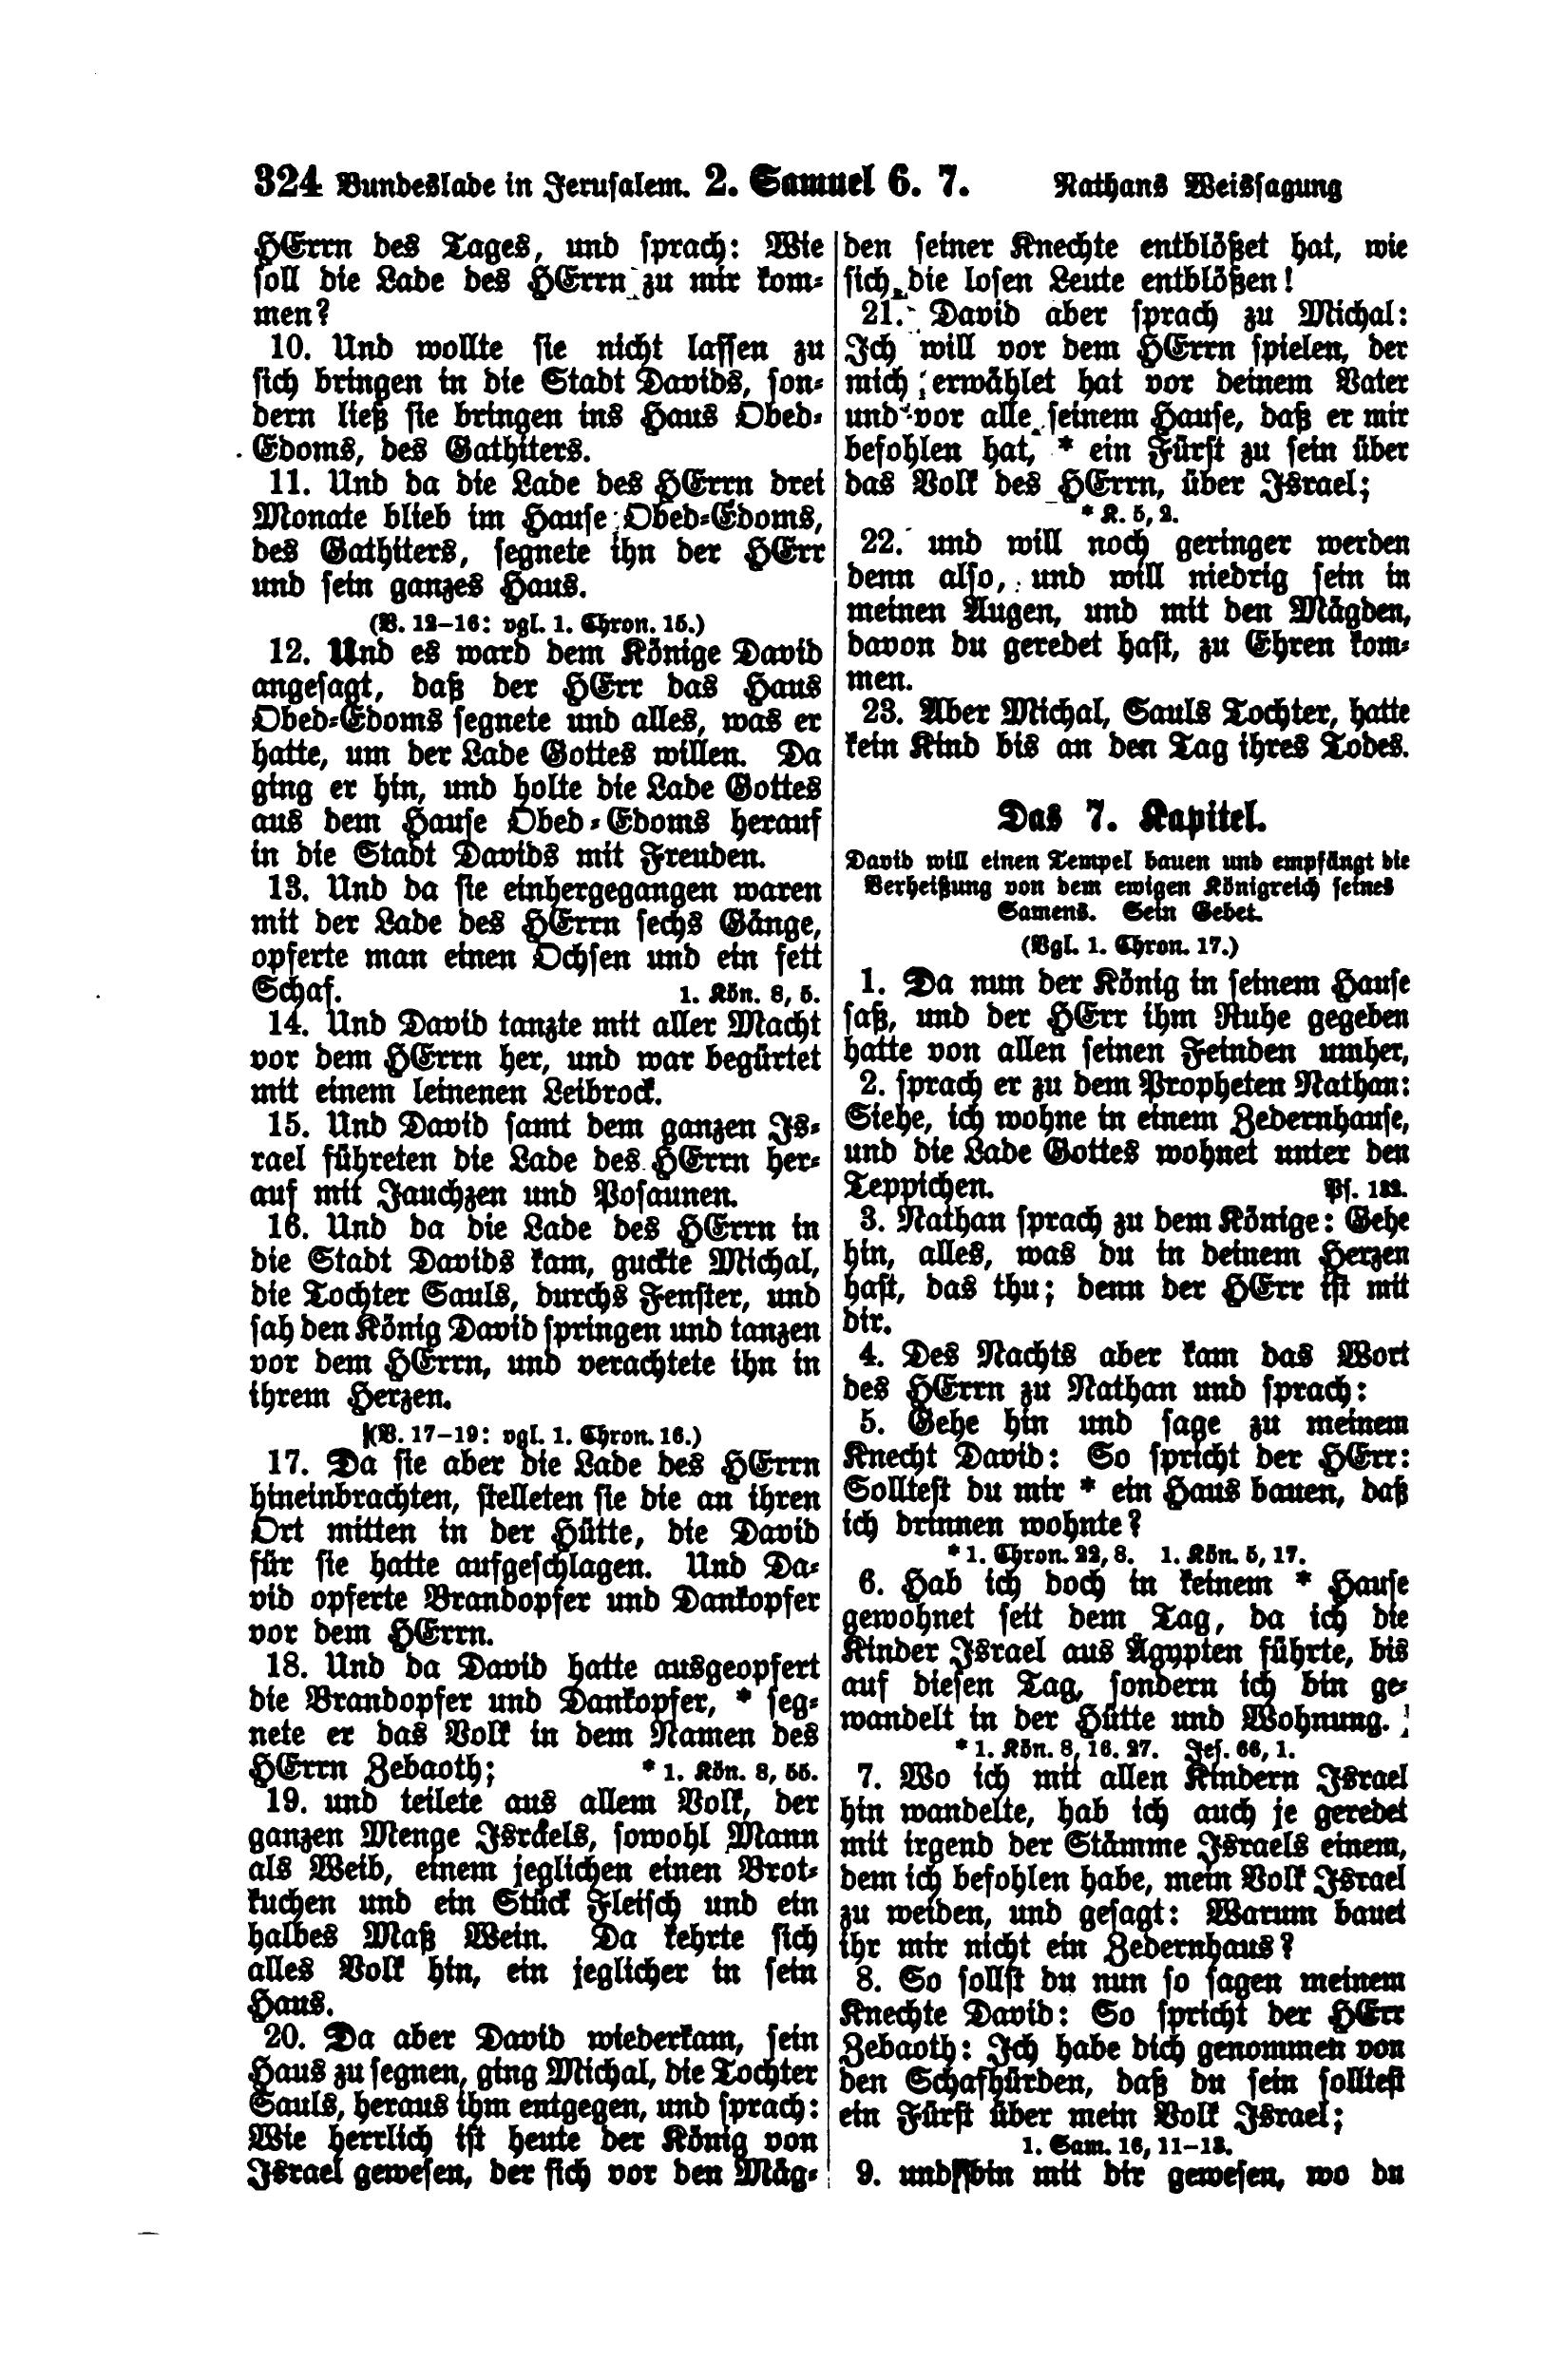 324 Bundeslade in Jerusalem. 2. Samuel 6. 7. Nathans Weissagung
HErrn des Tages, und sprach: Wie
soll die Lade des HErrn zu mir kom-
men?
10. Und wollte sie nicht lassen zu
sich bringen in die Stadt Davids, son-
dern ließ sie bringen ins Haus Obed-
Edoms, des Gathiters.
11. Und da die Lade des HErrn drei
Monate blieb im Hause Obed-Edoms,
des Gathiters, segnete ihn der HErr
und sein ganzes Haus.
(V. 12–16: vgl. 1. Chron. 15.)
12. Und es ward dem Könige David
angesagt, daß der HErr das Haus
Obed-Edoms segnete und alles, was er
hatte, um der Lade Gottes willen. Da
ging er hin, und holte die Lade Gottes
aus dem Hause Obed-Edoms herauf
in die Stadt Davids mit Freuden.
13. Und da sie einhergegangen waren
mit der Lade des HErrn sechs Gänge,
opferte man einen Ochsen und ein fett
Schaf. 1. Kön. 8, 5.
14. Und David tanzte mit aller Macht
vor dem HErrn her, und war begürtet
mit einem leinenen Leibrock.
15. Und David samt dem ganzen Is-
rael führeten die Lade des HErrn her-
auf mit Jauchzen und Posaunen.
16. Und da die Lade des HErrn in
die Stadt Davids kam, guckte Michal,
die Tochter Sauls, durchs Fenster, und
sah den König David springen und tanzen
vor dem HErrn, und verachtete ihn in
ihrem Herzen.
(V. 17–19: vgl. 1. Chron. 16.)
17. Da sie aber die Lade des HErrn
hineinbrachten, stelleten sie die an ihren
Ort mitten in der Hütte, die David
für sie hatte aufgeschlagen. Und Da-
vid opferte Brandopfer und Dankopfer
vor dem HErrn.
18. Und da David hatte ausgeopfert
die Brandopfer und Dankopfer, * seg-
nete er das Volk in dem Namen des
HErrn Zebaoth; * 1. Kön. 8, 55.
19. und teilete aus allem Volk, der
ganzen Menge Israels, sowohl Mann
als Weib, einem jeglichen einen Brot-
kuchen und ein Stück Fleisch und ein
halbes Maß Wein. Da kehrte sich
alles Volk hin, ein jeglicher in sein
Haus.
20. Da aber David wiederkam, sein
Haus zu segnen, ging Michal, die Tochter
Sauls, heraus ihm entgegen, und sprach:
Wie herrlich ist heute der König von
Israel gewesen, der sich vor den Mäg-
den seiner Knechte entblößet hat, wie
sich die losen Leute entblößen!
21. David aber sprach zu Michal:
Ich will vor dem HErrn spielen, der
mich erwählet hat vor deinem Vater
und vor alle seinem Hause, daß er mir
befohlen hat, * ein Fürst zu sein über
das Volk des HErrn, über Israel;
* K. 5, 2.
22. und will noch geringer werden
denn also, und will niedrig sein in
meinen Augen, und mit den Mägden,
davon du geredet hast, zu Ehren kom-
men.
23. Aber Michal, Sauls Tochter, hatte
kein Kind bis an den Tag ihres Todes.
Das 7. Kapitel.
David will einen Tempel bauen und empfängt die
Verheißung von dem ewigen Königreich seines
Samens. Sein Gebet.
(Vgl. 1. Chron. 17.)
1. Da nun der König in seinem Hause
saß, und der HErr ihm Ruhe gegeben
hatte von allen seinen Feinden umher,
2. sprach er zu dem Propheten Nathan:
Siehe, ich wohne in einem Zedernhause,
und die Lade Gottes wohnet unter den
Teppichen. Ps. 132.
3. Nathan sprach zu dem Könige: Gehe
hin, alles, was du in deinem Herzen
hast, das thu; denn der HErr ist mit
dir.
4. Des Nachts aber kam das Wort
des HErrn zu Nathan und sprach:
5. Gehe hin und sage zu meinem
Knecht David: So spricht der HErr:
Solltest du mir * ein Haus bauen, daß
ich drinnen wohnte?
* 1. Chron. 22, 8. 1. Kön. 5, 17.
6. Hab ich doch in keinem * Hause
gewohnet seit dem Tag, da ich die
Kinder Israel aus Ägypten führte, bis
auf diesen Tag, sondern ich bin ge-
wandelt in der Hütte und Wohnung.
* 1. Kön. 8, 16. 27. Jes. 66, 1.
7. Wo ich mit allen Kindern Israel
hin wandelte, hab ich auch je geredet
mit irgend der Stämme Israels einem,
dem ich befohlen habe, mein Volk Israel
zu weiden, und gesagt: Warum bauet
ihr mir nicht ein Zedernhaus?
8. So sollst du nun so sagen meinem
Knechte David: So spricht der HErr
Zebaoth: Ich habe dich genommen von
den Schafhürden, daß du sein solltest
ein Fürst über mein Volk Israel;
1. Sam. 16, 11–13.
9. und bin mit dir gewesen, wo du